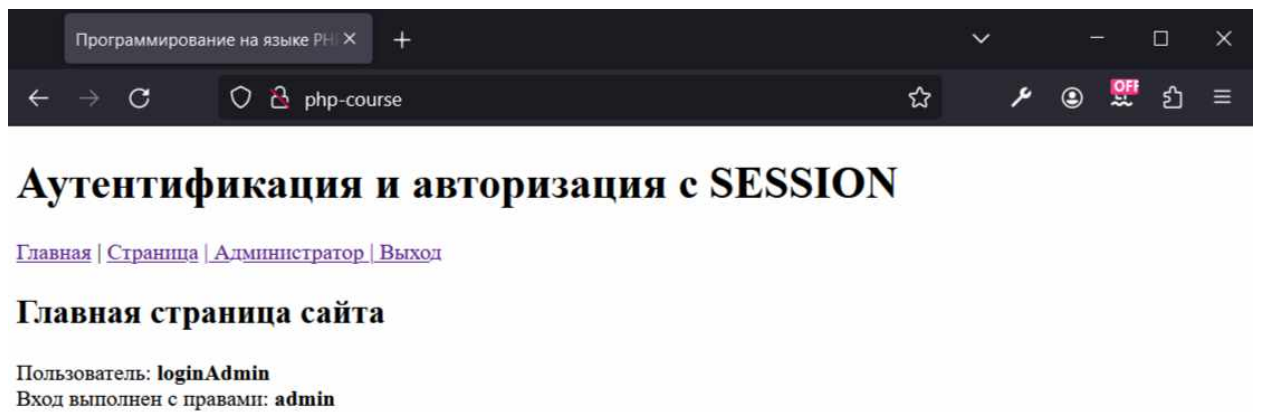 Программирование на языке PH
php-course
OFF
Аутентификация и авторизация с SESSION
Главная | Страница | Администратор | Выход
Главная страница сайта
Пользователь: loginAdmin
Вход выполнен с правами: admin